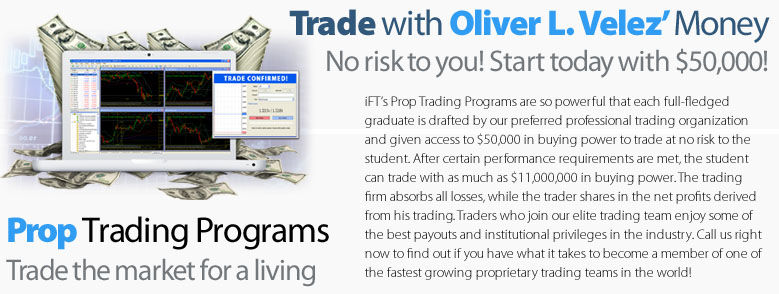 Trade with Oliver L. Velez’ Money
No risk to you! Start today with $50,000!
TRADE CONFIRMED!
iFT’s Prop Trading Programs are so powerful that each full-fledged
graduate is drafted by our preferred professional trading organization
and given access to $50,000 in buying power to trade at no risk to the
student. After certain performance requirements are met, the student
can trade with as much as $11,000,000 in buying power. The trading
firm absorbs all losses, while the trader shares in the net profits derived
from his trading. Traders who join our elite trading team enjoy some of
the best payouts and institutional privileges in the industry. Call us right
now to find out if you have what it takes to become a member of one of
the fastest growing proprietary trading teams in the world!
Prop Trading Programs
Trade the market for a living